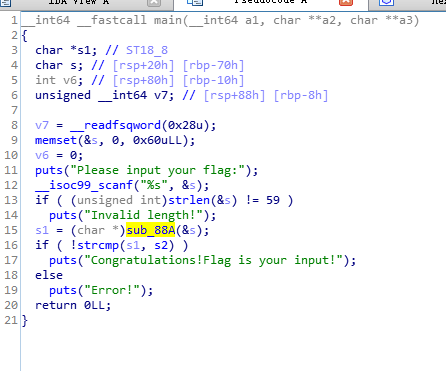 IDA View A
Pseudocode A
Hex
1 __int64 __fastcall main(__int64 a1, char **a2, char **a3)
2 {
3 char *s1; // ST18_8
4 char s; // [rsp+20h] [rbp-70h]
5 int v6; // [rsp+80h] [rbp-10h]
6 unsigned __int64 v7; // [rsp+88h] [rbp-8h]
7
8 v7 = __readfsqword(0x28u);
9 memset(&s, 0, 0x60uLL);
10 v6 = 0;
11 puts("Please input your flag:");
12 __isoc99_scanf("%s", &s);
13 if ( (unsigned int)strlen(&s) != 59 )
14 puts("Invalid length!");
15 s1 = (char *)sub_88A(&s);
16 if ( !strcmp(s1, s2) )
17 puts("Congratulations!Flag is your input!");
18 else
19 puts("Error!");
20 return 0LL;
21 }